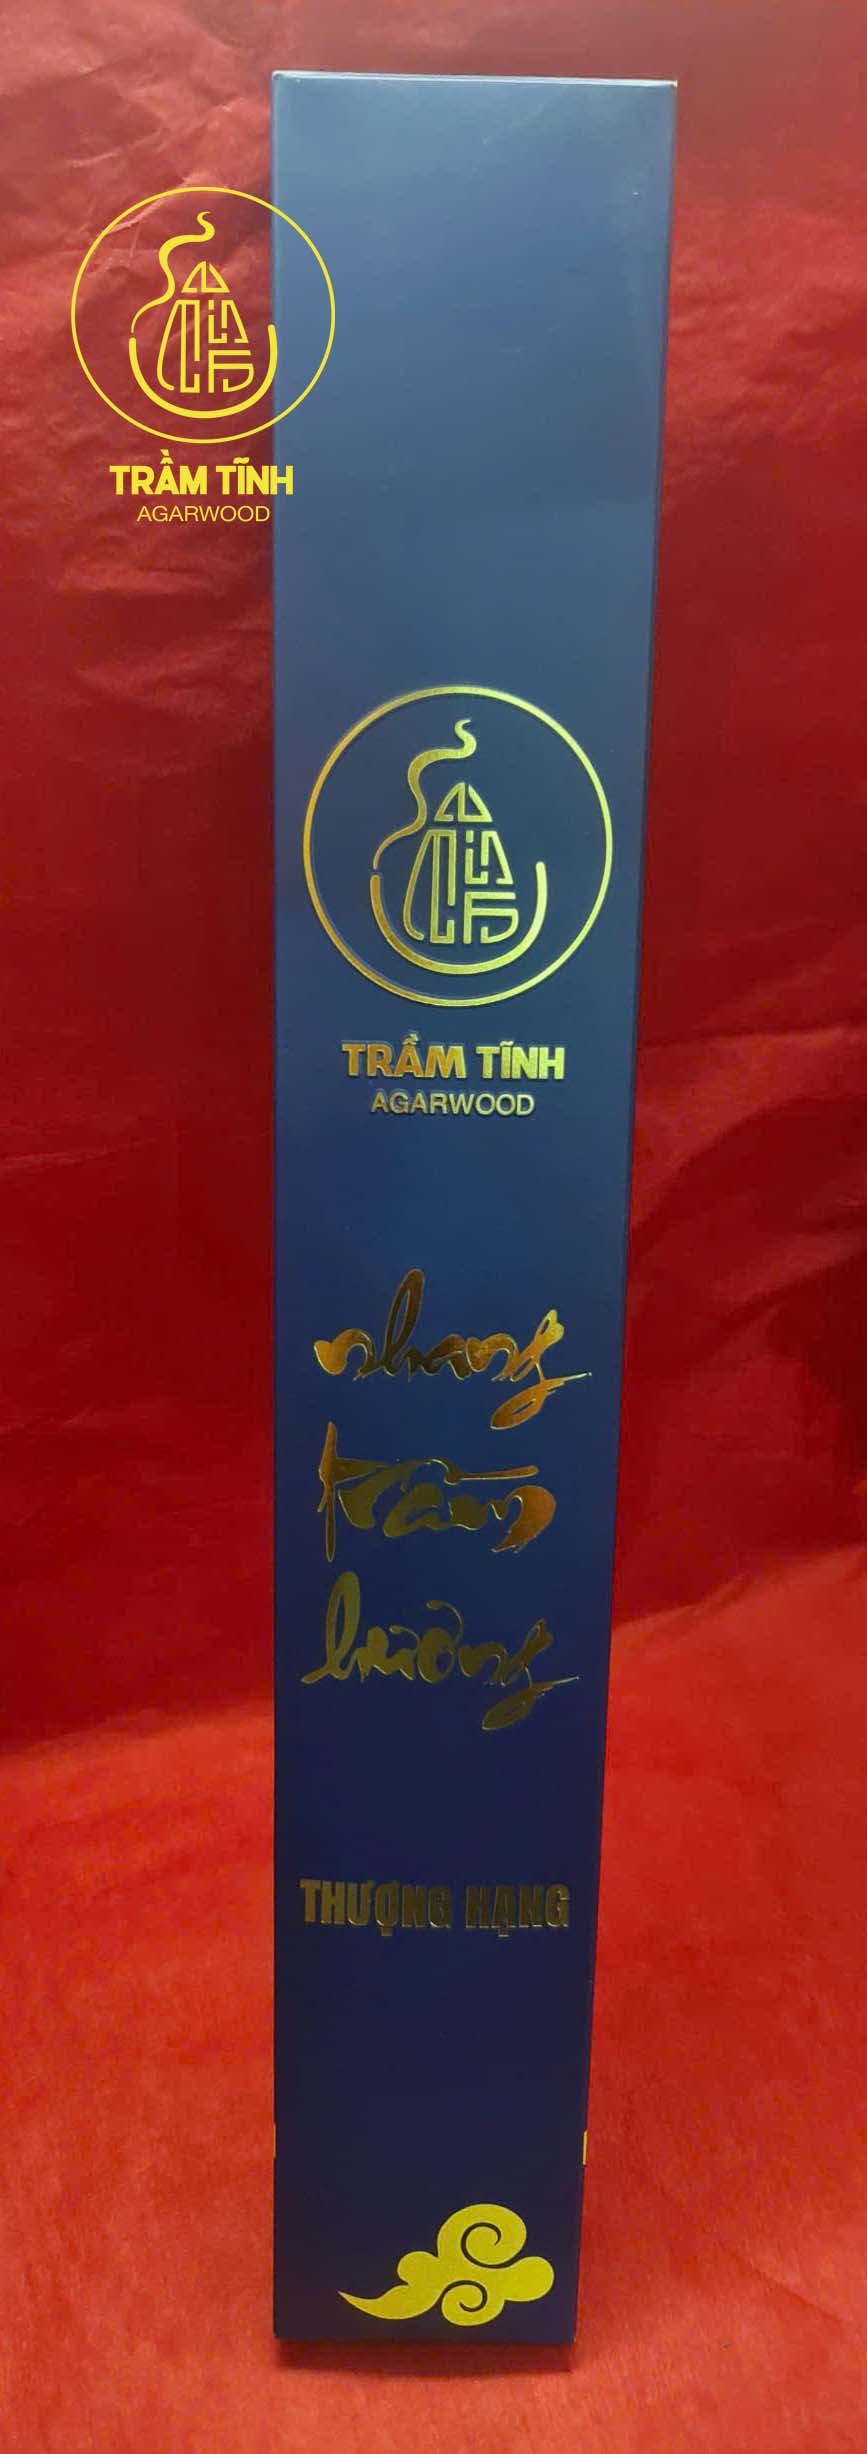 TRẦM TĨNH
AGARWOOD
TRẦM TĨNH
AGARWOOD
nhang
trầm
hương
THƯỢNG HẠNG